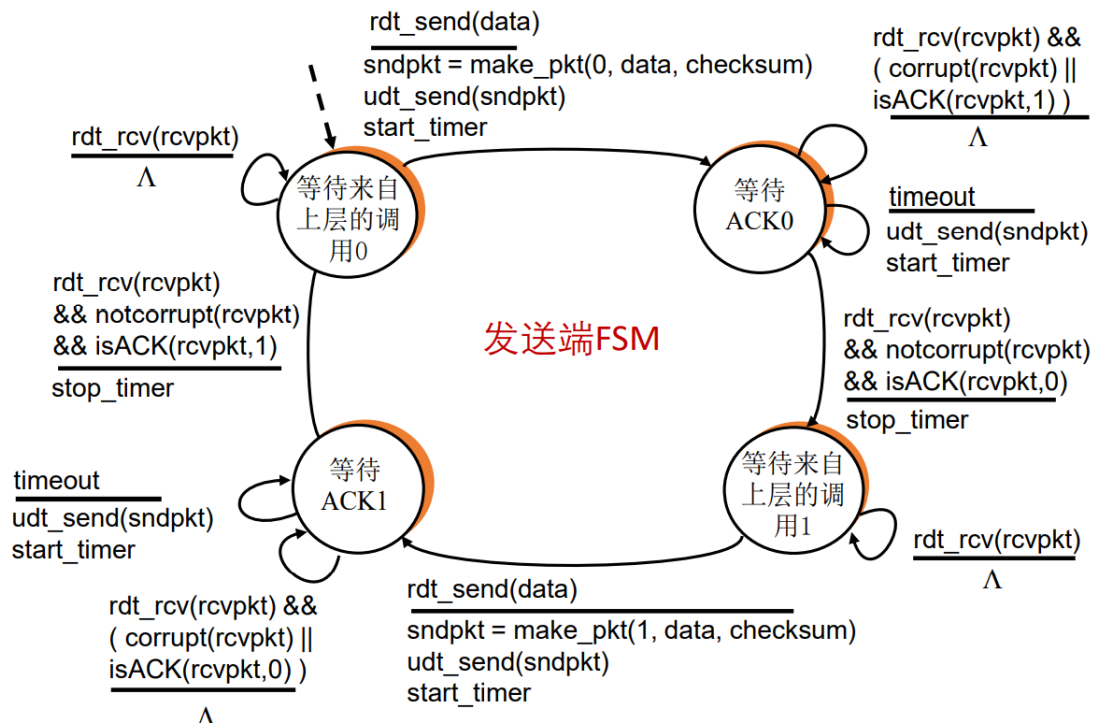 rdt_send(data)
sndpkt = make_pkt(0, data, checksum)
udt_send(sndpkt)
start_timer
rdt_rcv(rcvpkt) &&
( corrupt(rcvpkt) ||
isACK(rcvpkt,1) )
Λ
rdt_rcv(rcvpkt)
Λ
等待来自
上层的调
用0
等待
ACK0
timeout
udt_send(sndpkt)
start_timer
rdt_rcv(rcvpkt)
&& notcorrupt(rcvpkt)
&& isACK(rcvpkt,1)
stop_timer
发送端FSM
rdt_rcv(rcvpkt)
&& notcorrupt(rcvpkt)
&& isACK(rcvpkt,0)
stop_timer
等待
ACK1
等待来自
上层的调
用1
timeout
udt_send(sndpkt)
start_timer
rdt_rcv(rcvpkt)
Λ
rdt_rcv(rcvpkt) &&
( corrupt(rcvpkt) ||
isACK(rcvpkt,0) )
Λ
rdt_send(data)
sndpkt = make_pkt(1, data, checksum)
udt_send(sndpkt)
start_timer